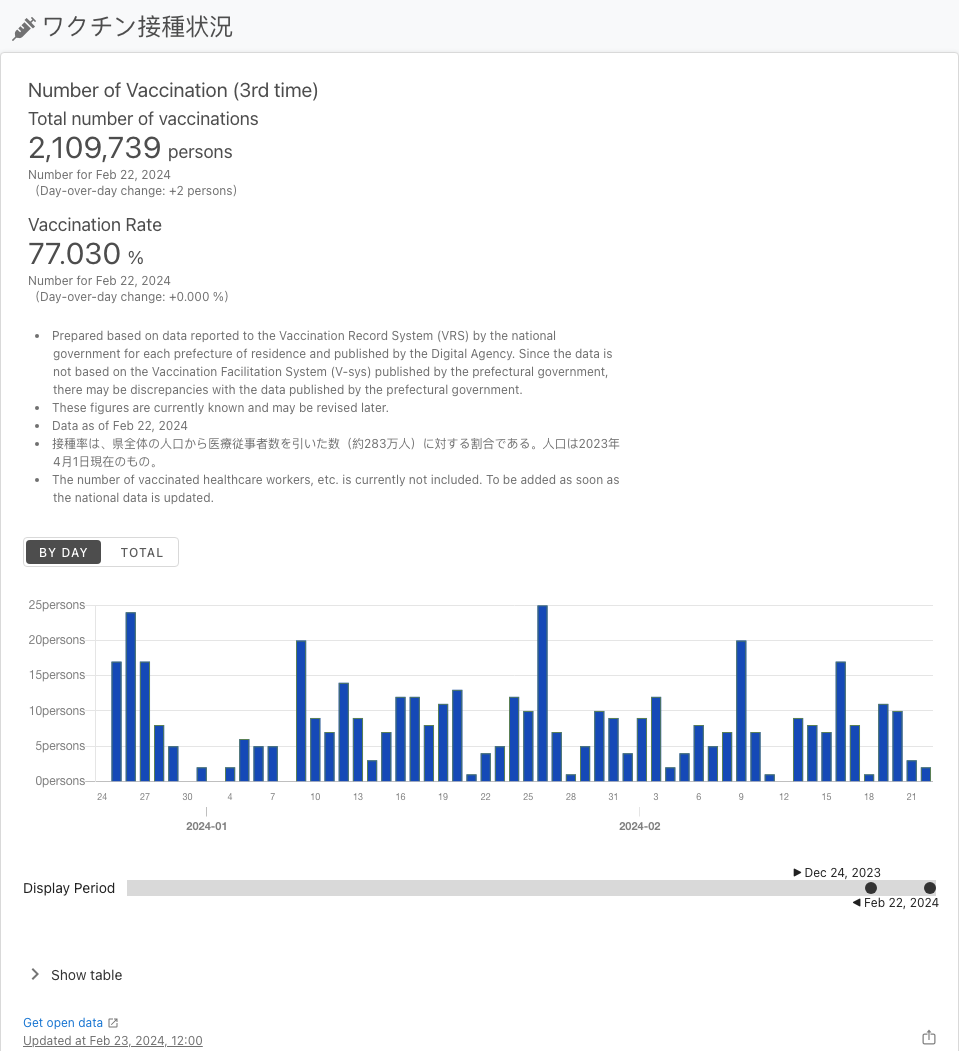 ワクチン接種状況
Number of Vaccination (3rd time)
Total number of vaccinations
2,109,739 persons
Number for Feb 22, 2024
(Day-over-day change: +2 persons)
Vaccination Rate
77.030 %
Number for Feb 22, 2024
(Day-over-day change: +0.000 %)
• Prepared based on data reported to the Vaccination Record System (VRS) by the national
government for each prefecture of residence and published by the Digital Agency. Since the data is
not based on the Vaccination Facilitation System (V-sys) published by the prefectural government,
there may be discrepancies with the data published by the prefectural government.
• These figures are currently known and may be revised later.
• Data as of Feb 22, 2024
• 接種率は、県全体の人口から医療従事者数を引いた数（約283万人）に対する割合である。人口は2023年
4月1日現在のもの。
• The number of vaccinated healthcare workers, etc. is currently not included. To be added as soon as
the national data is updated.
BY DAY TOTAL
25persons
20persons
15persons
10persons
5persons
0persons
24 27 30 4 7 10 13 16 19 22 25 28 31 3 6 9 12 15 18 21
2024-01 2024-02
Dec 24, 2023
Display Period
Feb 22, 2024
Show table
Get open data
Updated at Feb 23, 2024, 12:00